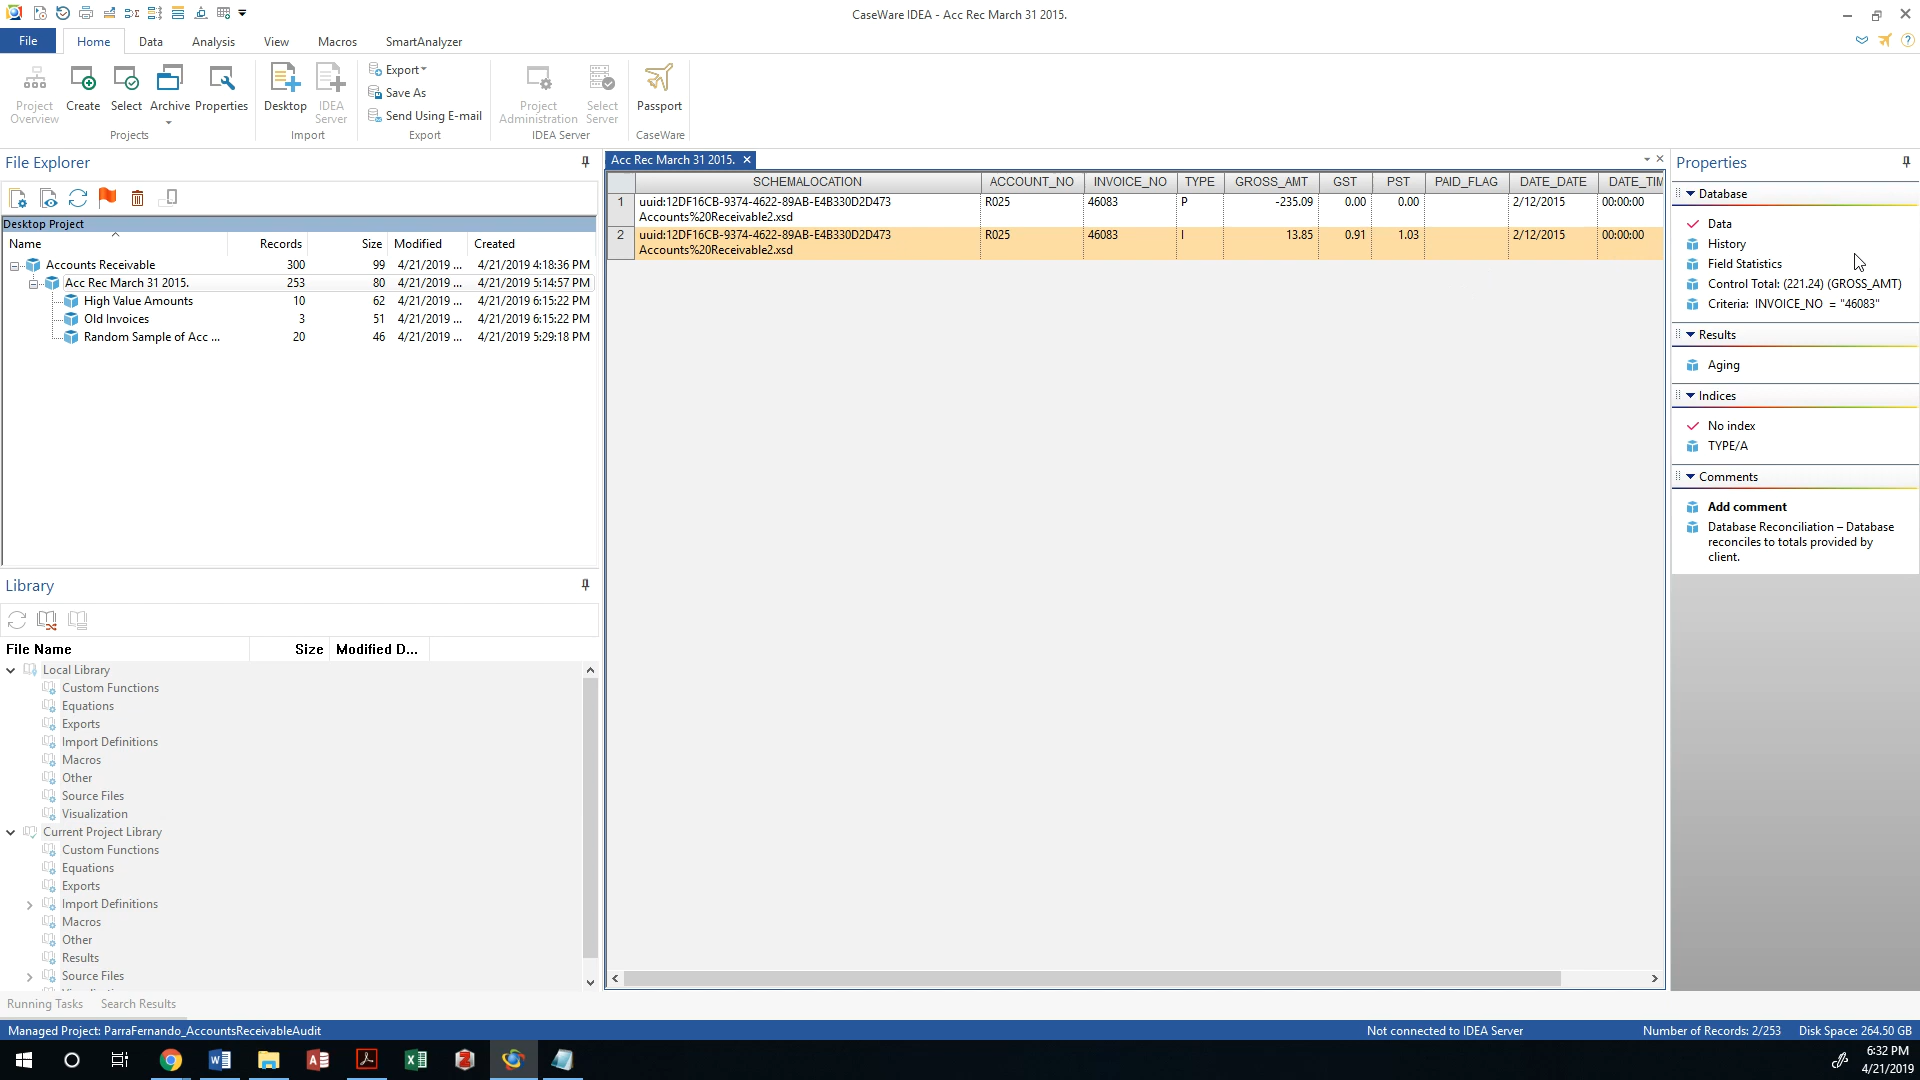 CaseWare IDEA - Acc Rec March 31 2015.
File Home Data Analysis View Macros SmartAnalyzer
Project Overview Create Select Archive Properties
Projects
Desktop IDEA Server
Import
Export
Save As
Send Using E-mail
Export
Project Administration Select Server
IDEA Server
Passport
CaseWare
File Explorer
Desktop Project
Name Records Size Modified Created
Accounts Receivable 300 99 4/21/2019 ... 4/21/2019 4:18:36 PM
Acc Rec March 31 2015. 253 80 4/21/2019 ... 4/21/2019 5:14:57 PM
High Value Amounts 10 62 4/21/2019 ... 4/21/2019 6:15:22 PM
Old Invoices 3 51 4/21/2019 ... 4/21/2019 6:15:22 PM
Random Sample of Acc ... 20 46 4/21/2019 ... 4/21/2019 5:29:18 PM
Library
File Name Size Modified D...
Local Library
Custom Functions
Equations
Exports
Import Definitions
Macros
Other
Source Files
Visualization
Current Project Library
Custom Functions
Equations
Exports
Import Definitions
Macros
Other
Results
Source Files
Running Tasks Search Results
Acc Rec March 31 2015.
SCHEMALOCATION ACCOUNT_NO INVOICE_NO TYPE GROSS_AMT GST PST PAID_FLAG DATE_DATE DATE_TIM
1 uuid:12DF16CB-9374-4622-89AB-E4B330D2D473 R025 46083 P -235.09 0.00 0.00 2/12/2015 00:00:00
Accounts%20Receivable2.xsd
2 uuid:12DF16CB-9374-4622-89AB-E4B330D2D473 R025 46083 I 13.85 0.91 1.03 2/12/2015 00:00:00
Accounts%20Receivable2.xsd
Properties
Database
Data
History
Field Statistics
Control Total: (221.24) (GROSS_AMT)
Criteria: INVOICE_NO = "46083"
Results
Aging
Indices
No index
TYPE/A
Comments
Add comment
Database Reconciliation – Database
reconciles to totals provided by
client.
Managed Project: ParraFernando_AccountsReceivableAudit Not connected to IDEA Server Number of Records: 2/253 Disk Space: 264.50 GB
6:32 PM
4/21/2019